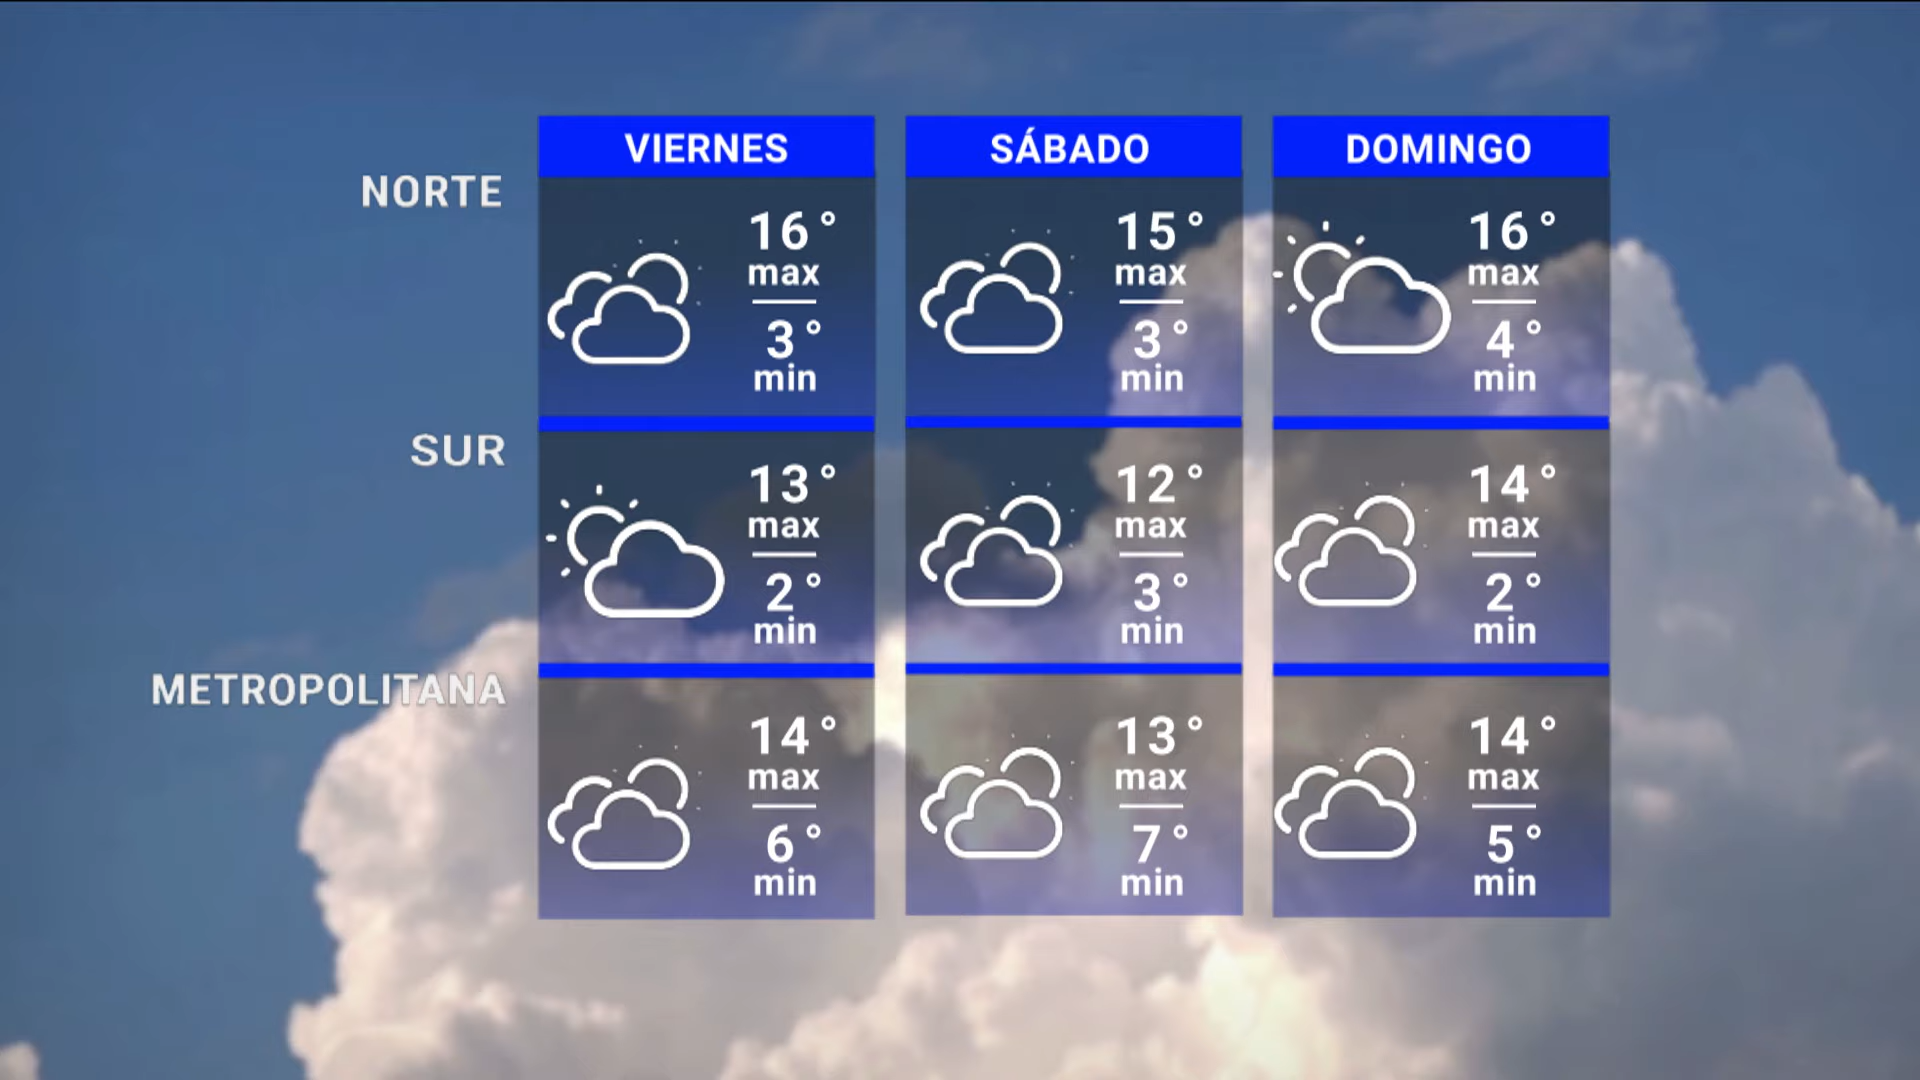 VIERNES
SÁBADO
DOMINGO
NORTE
16°
max
3°
min
15°
max
3°
min
16°
max
4°
min
SUR
13°
max
2°
min
12°
max
3°
min
14°
max
2°
min
METROPOLITANA
14°
max
6°
min
13°
max
7°
min
14°
max
5°
min